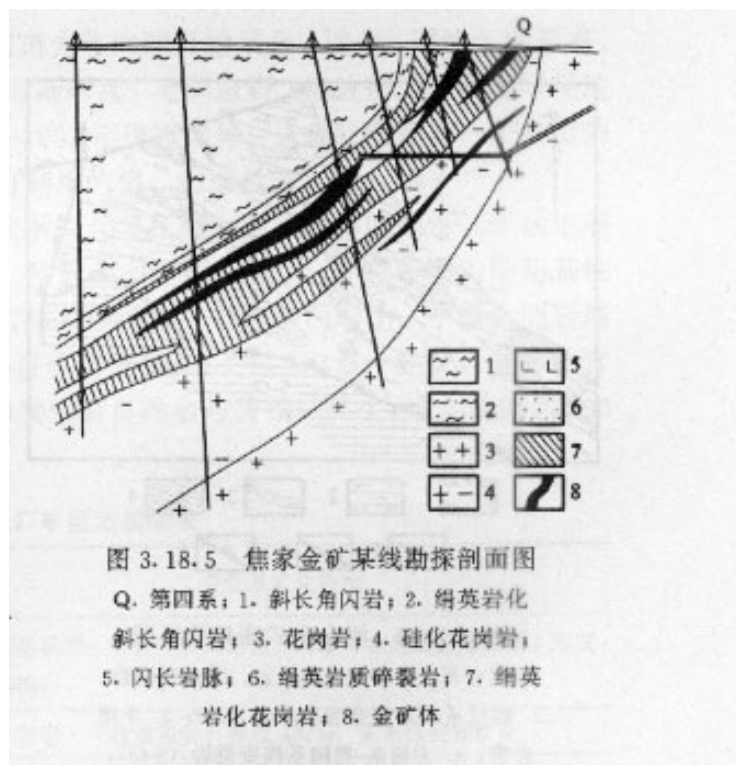 Q
1
2
3
4
5
6
7
8
图 3.18.5 焦家金矿某线勘探剖面图
Q. 第四系；1. 斜长角闪岩；2. 绢英岩化
斜长角闪岩；3. 花岗岩；4. 硅化花岗岩；
5. 闪长岩脉；6. 绢英岩质碎裂岩；7. 绢英
岩化花岗岩；8. 金矿体